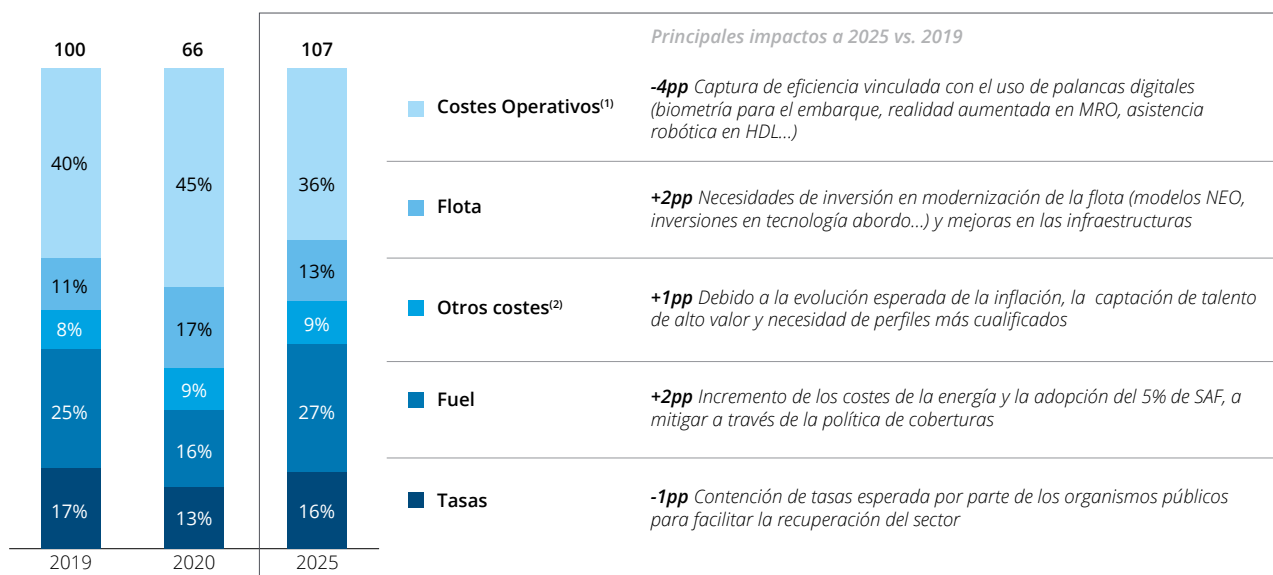 100
66
107
40%
11%
8%
25%
17%
45%
17%
9%
16%
13%
36%
13%
9%
27%
16%
2019
2020
2025
Principales impactos a 2025 vs. 2019
Costes Operativos(1)
-4pp Captura de eficiencia vinculada con el uso de palancas digitales
(biometría para el embarque, realidad aumentada en MRO, asistencia
robótica en HDL...)
Flota
+2pp Necesidades de inversión en modernización de la flota (modelos NEO,
inversiones en tecnología abordo...) y mejoras en las infraestructuras
Otros costes(2)
+1pp Debido a la evolución esperada de la inflación, la captación de talento
de alto valor y necesidad de perfiles más cualificados
Fuel
+2pp Incremento de los costes de la energía y la adopción del 5% de SAF, a
mitigar a través de la política de coberturas
Tasas
-1pp Contención de tasas esperada por parte de los organismos públicos
para facilitar la recuperación del sector